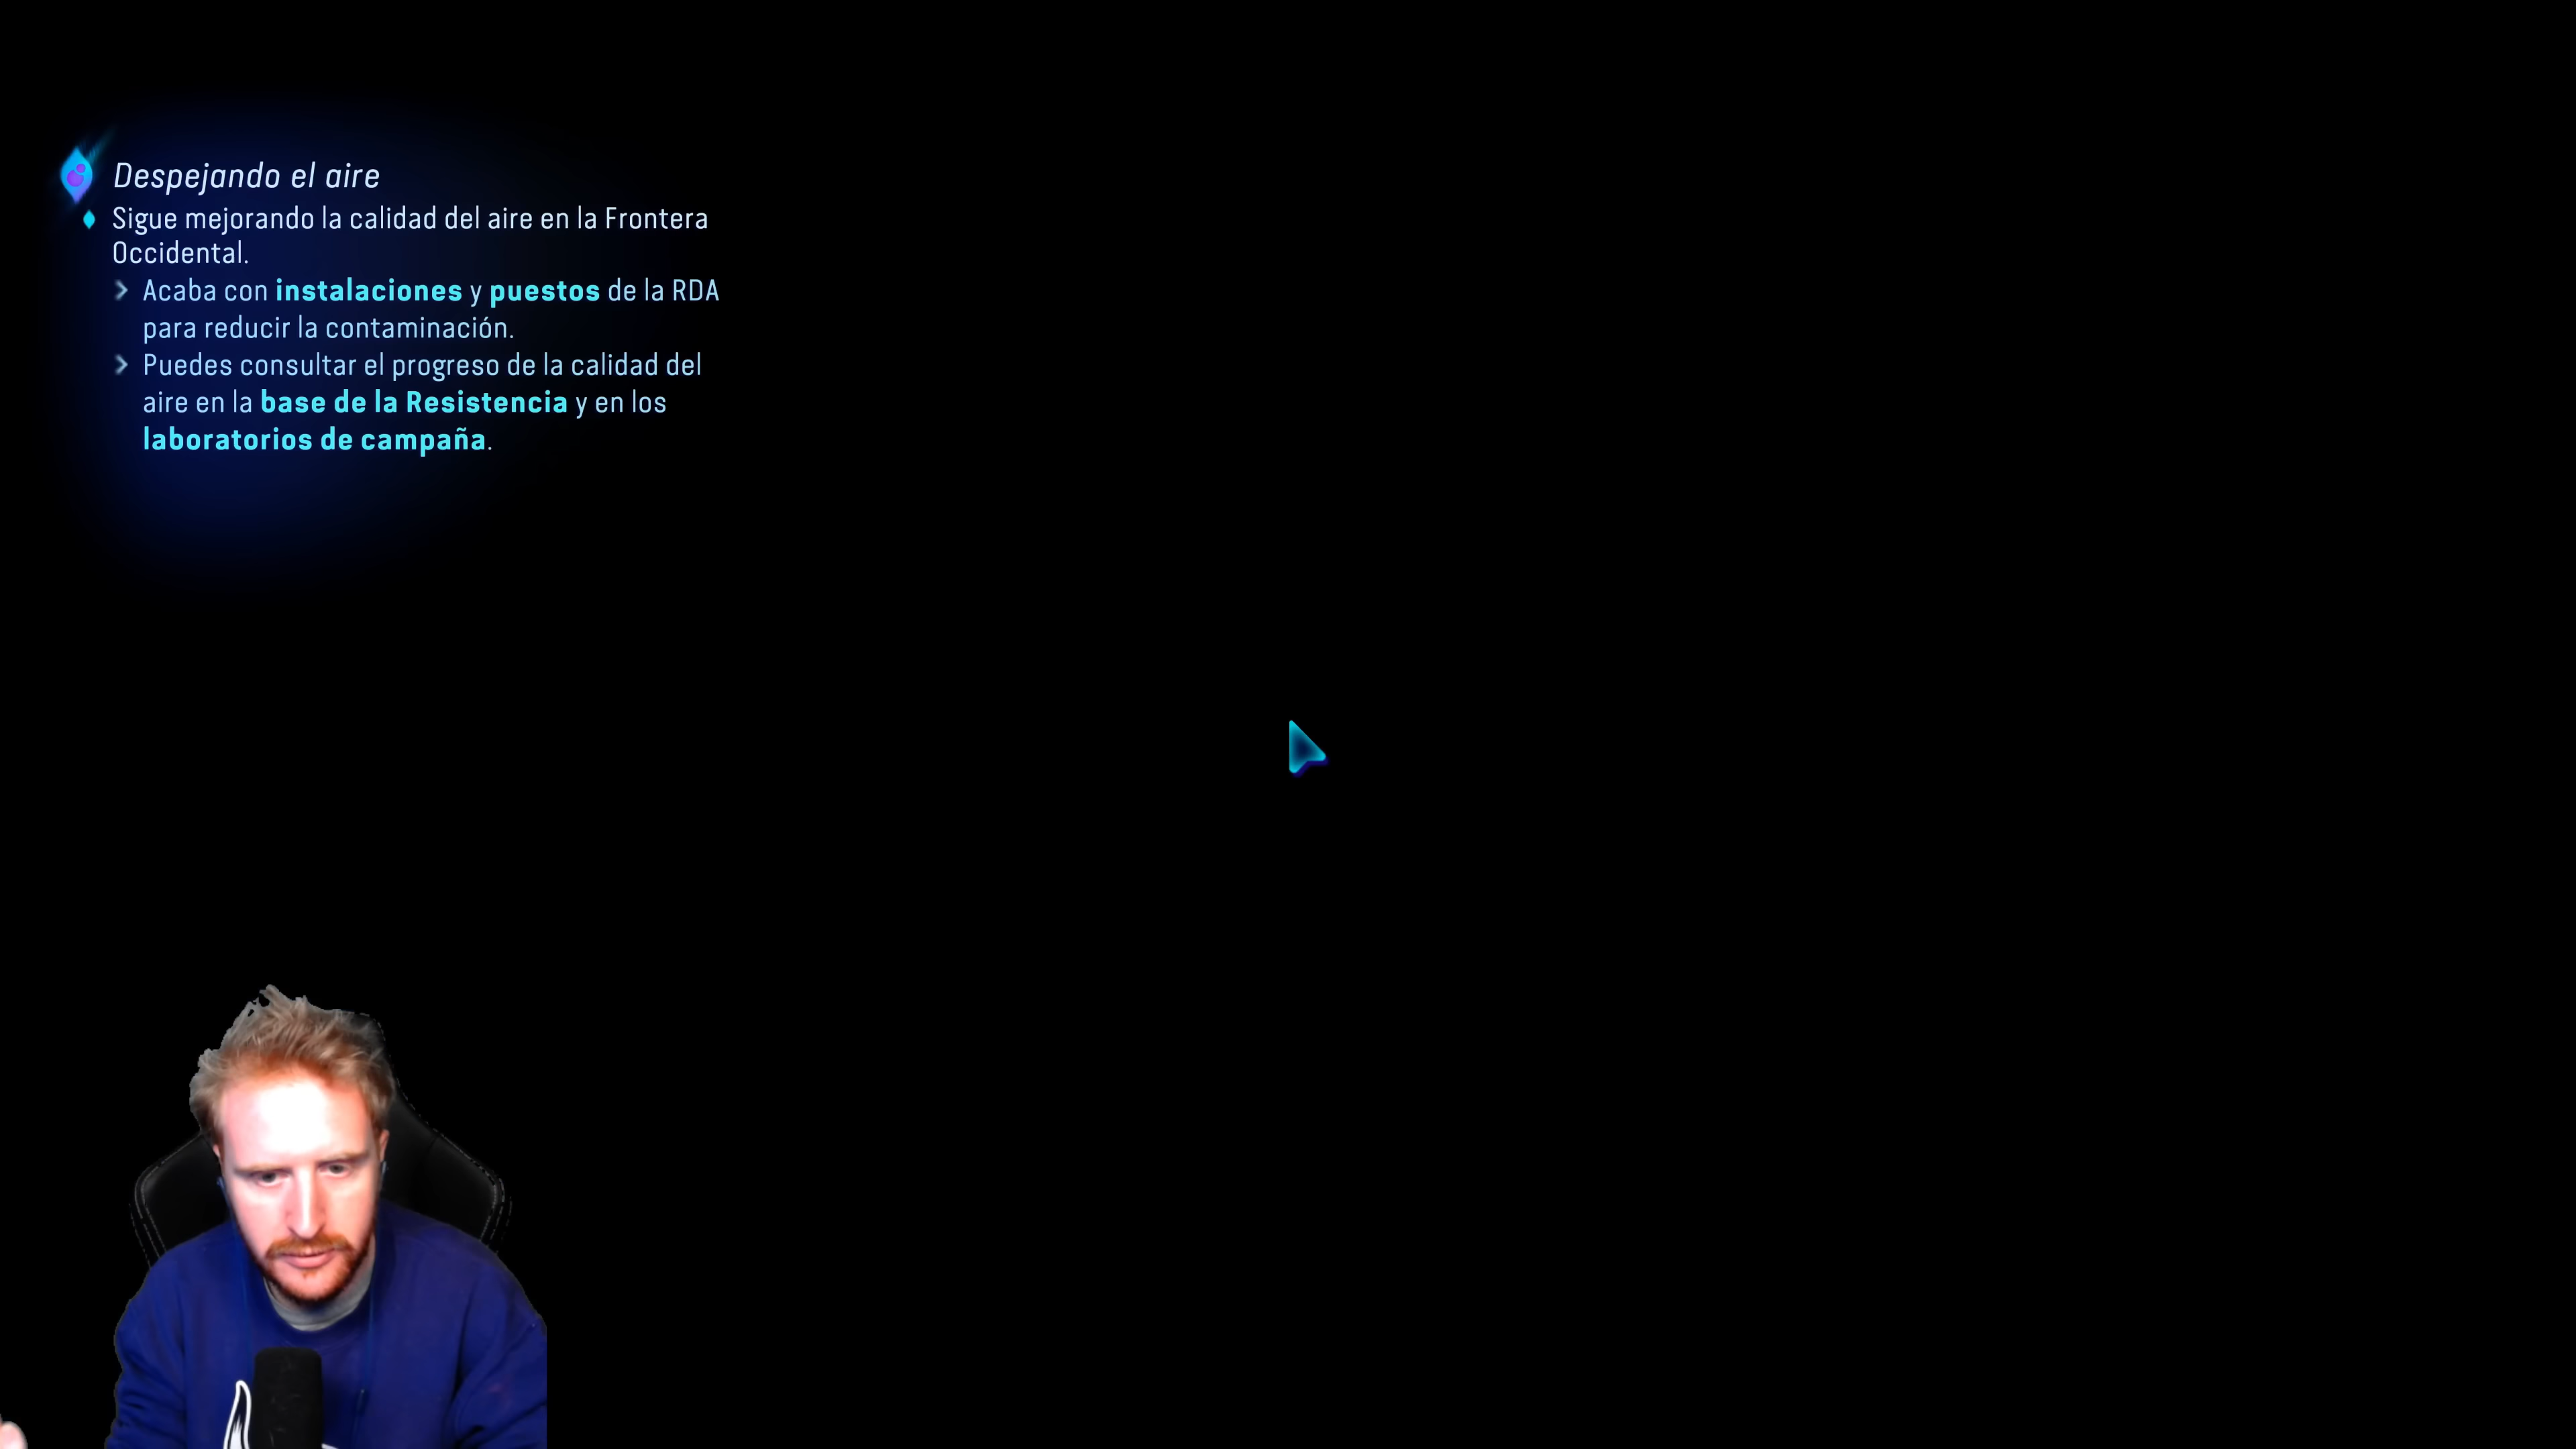 Despejando el aire
Sigue mejorando la calidad del aire en la Frontera
Occidental.
Acaba con instalaciones y puestos de la RDA
para reducir la contaminación.
Puedes consultar el progreso de la calidad del
aire en la base de la Resistencia y en los
laboratorios de campaña.